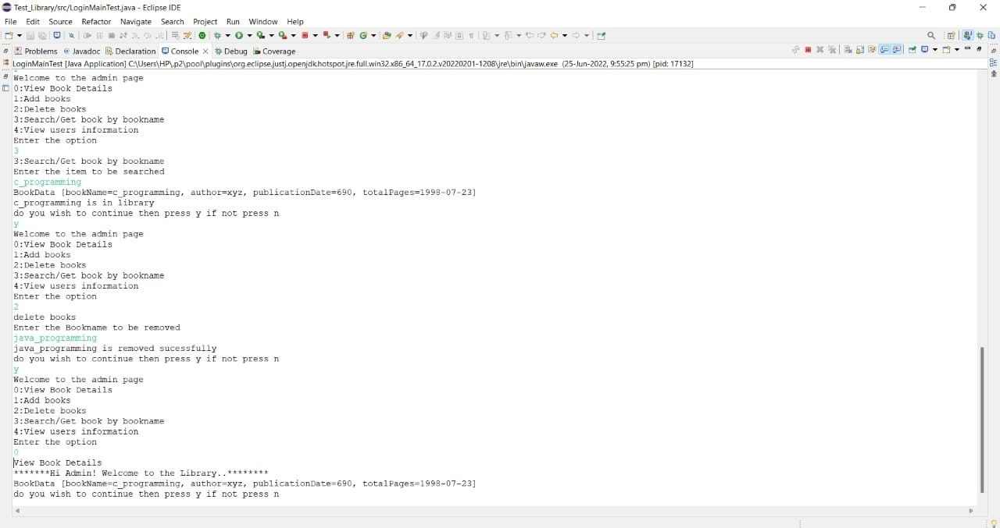 Test_Library/src/LoginMainTest.java - Eclipse IDE
File Edit Source Refactor Navigate Search Project Run Window Help
Problems Javadoc Declaration Console Debug Coverage
LoginMainTest [Java Application] C:\Users\HP\.p2\pool\plugins\org.eclipse.justj.openjdk.hotspot.jre.full.win32.x86_64_17.0.2.v20220201-1208\jre\bin\javaw.exe (25-Jun-2022, 9:55:25 pm) [pid: 17132]
Welcome to the admin page
0:View Book Details
1:Add books
2:Delete books
3:Search/Get book by bookname
4:View users information
Enter the option
3
3:Search/Get book by bookname
Enter the item to be searched
c_programming
BookData [bookName=c_programming, author=xyz, publicationDate=690, totalPages=1998-07-23]
c_programming is in library
do you wish to continue then press y if not press n
y
Welcome to the admin page
0:View Book Details
1:Add books
2:Delete books
3:Search/Get book by bookname
4:View users information
Enter the option
2
delete books
Enter the Bookname to be removed
java_programming
java_programming is removed sucessfully
do you wish to continue then press y if not press n
y
Welcome to the admin page
0:View Book Details
1:Add books
2:Delete books
3:Search/Get book by bookname
4:View users information
Enter the option
0
View Book Details
*******Hi Admin! Welcome to the Library..********
BookData [bookName=c_programming, author=xyz, publicationDate=690, totalPages=1998-07-23]
do you wish to continue then press y if not press n